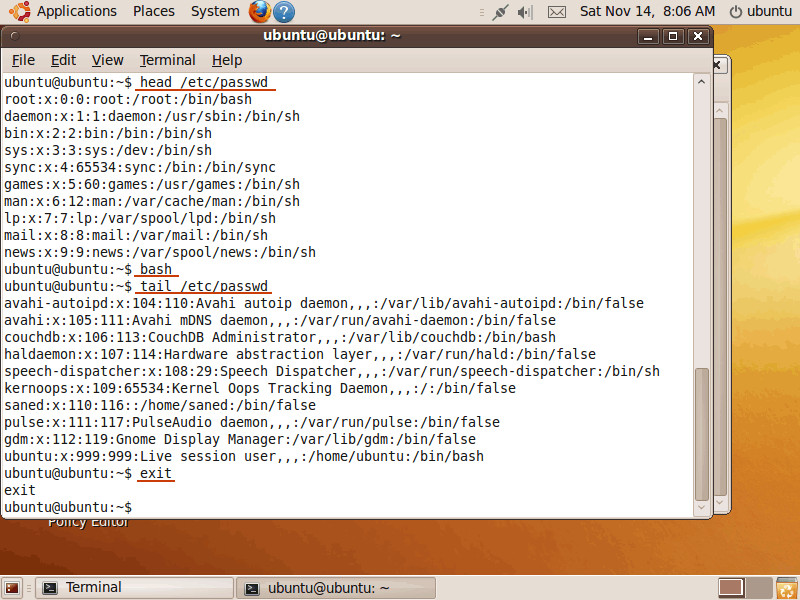 Applications Places System ? Sat Nov 14, 8:06 AM ubuntu
ubuntu@ubuntu: ~
File Edit View Terminal Help
ubuntu@ubuntu:~$ head /etc/passwd
root:x:0:0:root:/root:/bin/bash
daemon:x:1:1:daemon:/usr/sbin:/bin/sh
bin:x:2:2:bin:/bin:/bin/sh
sys:x:3:3:sys:/dev:/bin/sh
sync:x:4:65534:sync:/bin:/bin/sync
games:x:5:60:games:/usr/games:/bin/sh
man:x:6:12:man:/var/cache/man:/bin/sh
lp:x:7:7:lp:/var/spool/lpd:/bin/sh
mail:x:8:8:mail:/var/mail:/bin/sh
news:x:9:9:news:/var/spool/news:/bin/sh
ubuntu@ubuntu:~$ bash
ubuntu@ubuntu:~$ tail /etc/passwd
avahi-autoipd:x:104:110:Avahi autoip daemon,,,:/var/lib/avahi-autoipd:/bin/false
avahi:x:105:111:Avahi mDNS daemon,,,:/var/run/avahi-daemon:/bin/false
couchdb:x:106:113:CouchDB Administrator,,,:/var/lib/couchdb:/bin/bash
haldaemon:x:107:114:Hardware abstraction layer,,,:/var/run/hald:/bin/false
speech-dispatcher:x:108:29:Speech Dispatcher,,,:/var/run/speech-dispatcher:/bin/sh
kernoops:x:109:65534:Kernel Oops Tracking Daemon,,,:/:/bin/false
saned:x:110:116::/home/saned:/bin/false
pulse:x:111:117:PulseAudio daemon,,,:/var/run/pulse:/bin/false
gdm:x:112:119:Gnome Display Manager:/var/lib/gdm:/bin/false
ubuntu:x:999:999:Live session user,,,:/home/ubuntu:/bin/bash
ubuntu@ubuntu:~$ exit
exit
ubuntu@ubuntu:~$
Policy Editor
Terminal ubuntu@ubuntu: ~